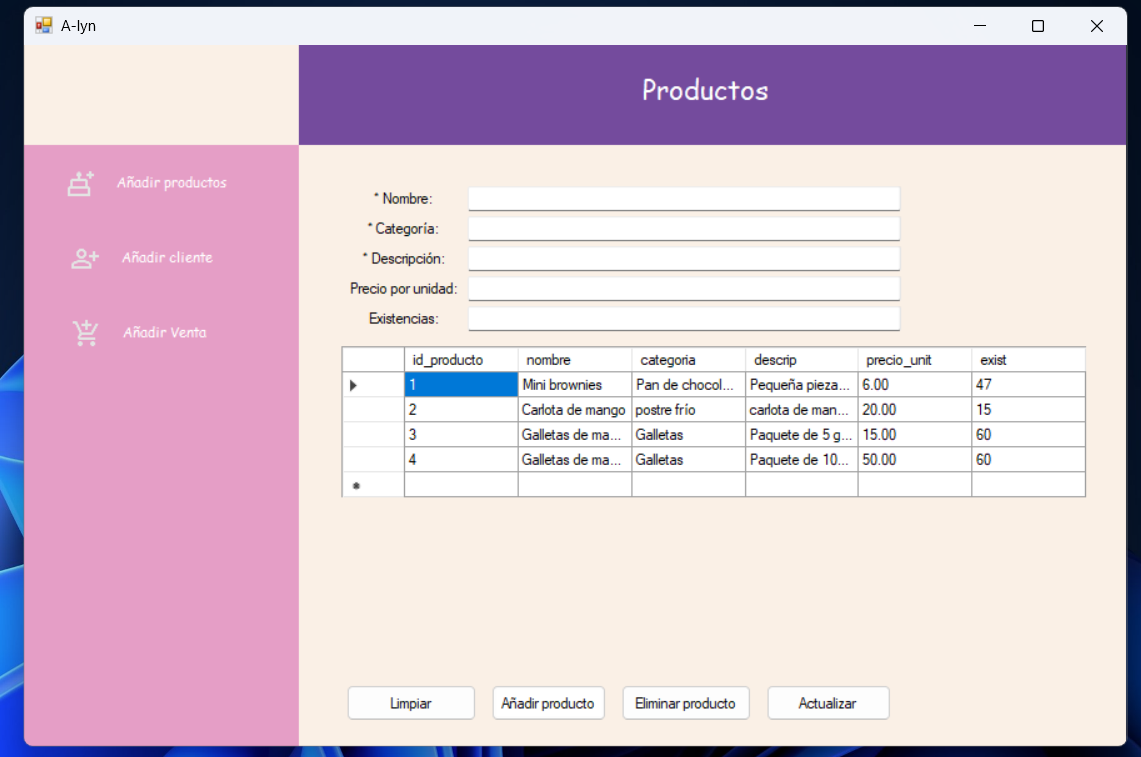 A-lyn
Productos
Añadir productos
Añadir cliente
Añadir Venta
* Nombre:
* Categoría:
* Descripción:
Precio por unidad:
Existencias:
id_producto nombre categoria descrip precio_unit exist
1 Mini brownies Pan de chocol... Pequeña pieza... 6.00 47
2 Carlota de mango postre frío carlota de man... 20.00 15
3 Galletas de ma... Galletas Paquete de 5 g... 15.00 60
4 Galletas de ma... Galletas Paquete de 10... 50.00 60
Limpiar Añadir producto Eliminar producto Actualizar